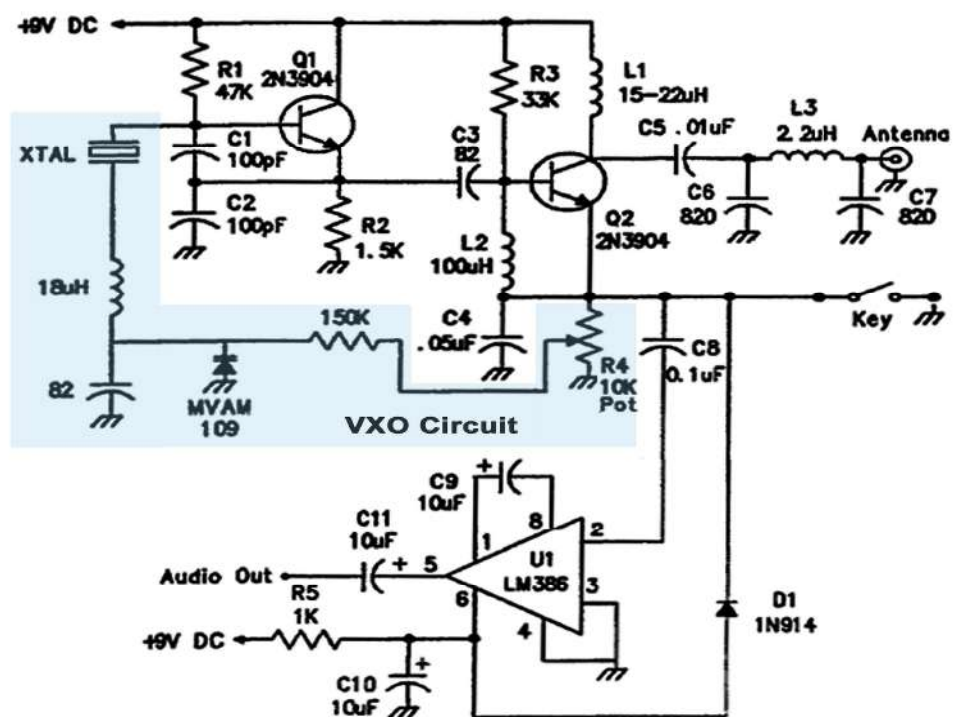 +9V DC
R1
47K
Q1
2N3904
R3
33K
L1
15-22uH
XTAL
C1
100pF
C3
82
C5 .01uF
L3
2.2uH
Antenna
C2
100pF
R2
1.5K
L2
100uH
Q2
2N3904
C6
820
C7
820
18uH
150K
C4
.05uF
Key
82
MVAM
109
R4
10K
Pot
C8
0.1uF
VXO Circuit
C9
10uF
+
C11
10uF
+
1
8
2
5
U1
LM386
3
6
4
Audio Out
R5
1K
D1
1N914
+9V DC
C10
10uF
+